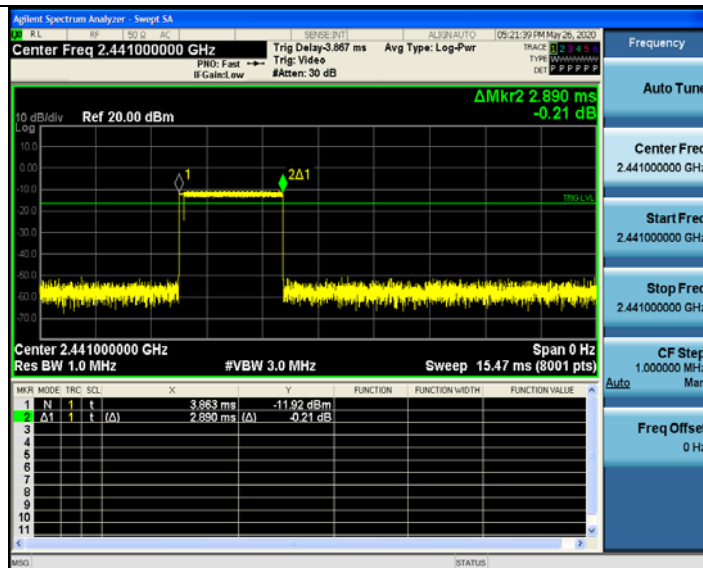 Agilent Spectrum Analyzer - Swept SA
RL RF 50 Ω AC SENSE:INT ALIGNAUTO 05:21:39 PM May 26, 2020
Center Freq 2.441000000 GHz Trig Delay-3.867 ms Avg Type: Log-Pwr TRACE 1 2 3 4 5 6
PNO: Fast Trig: Video TYPE WWWWWW
IFGain:Low #Atten: 30 dB DET P P P P P P
ΔMkr2 2.890 ms
-0.21 dB
10 dB/div Ref 20.00 dBm
Log
10.0
0.00
-10.0
-20.0
-30.0
-40.0
-50.0
-60.0
-70.0
1
2Δ1
TRIG LVL
Center 2.441000000 GHz Span 0 Hz
Res BW 1.0 MHz #VBW 3.0 MHz Sweep 15.47 ms (8001 pts)
MKR MODE TRC SCL X Y FUNCTION FUNCTION WIDTH FUNCTION VALUE
1 N 1 t 3.863 ms -11.92 dBm
2 Δ1 1 t (Δ) 2.890 ms (Δ) -0.21 dB
3
4
5
6
7
8
9
10
11
MSG STATUS
Frequency
Auto Tune
Center Freq
2.441000000 GHz
Start Freq
2.441000000 GHz
Stop Freq
2.441000000 GHz
CF Step
1.000000 MHz
Auto Man
Freq Offset
0 Hz